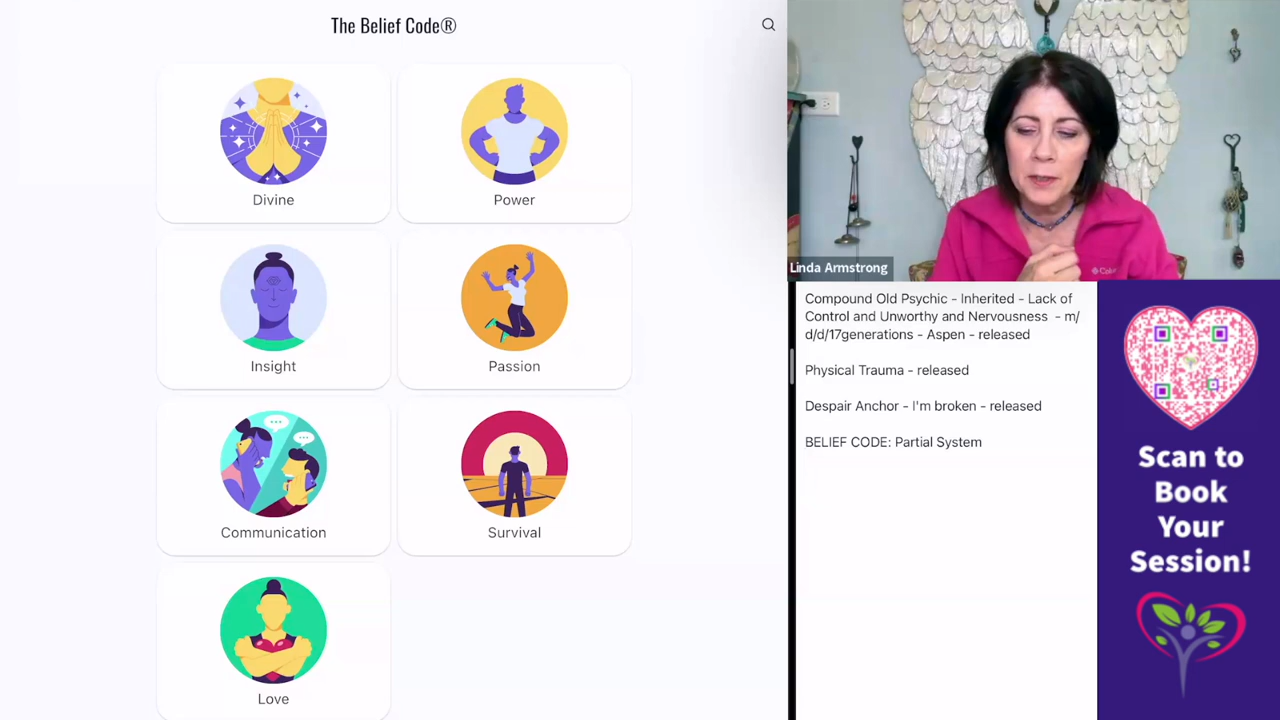 The Belief Code®
Divine
Power
Insight
Passion
Communication
Survival
Love
Linda Armstrong
Compound Old Psychic - Inherited - Lack of
Control and Unworthy and Nervousness - m/
d/d/17generations - Aspen - released
Physical Trauma - released
Despair Anchor - I'm broken - released
BELIEF CODE: Partial System
Scan to
Book
Your
Session!